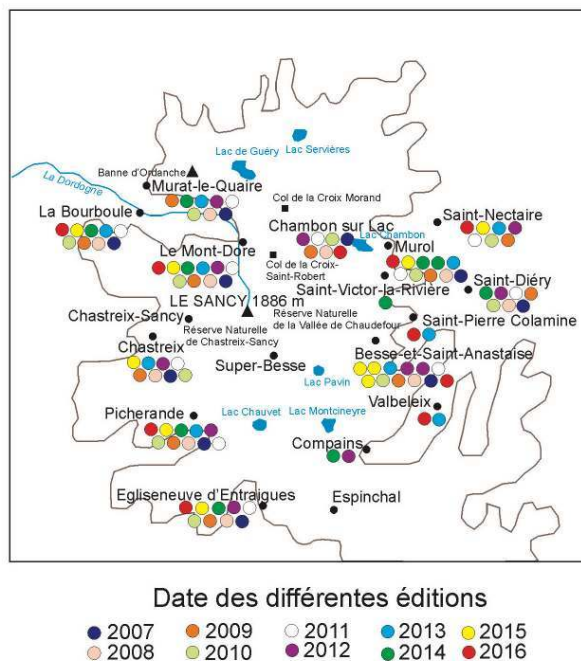 Lac de Guéry
Lac Servières
Banne d'Ordanche
La Dordogne
Murat-le-Quaire
Col de la Croix Morand
La Bourboule
Chambon sur Lac
Saint-Nectaire
Lac Chambon
Le Mont-Dore
Murol
Col de la Croix-
Saint-Robert
Saint-Victor-la-Rivière
Saint-Diéry
LE SANCY 1886 m
Chastreix-Sancy
Réserve Naturelle
de la Vallée de Chaudefour
Saint-Pierre Colamine
Réserve Naturelle
de Chastreix-Sancy
Chastreix
Super-Besse
Besse-et-Saint-Anastaise
Lac Pavin
Valbeleix
Picherande
Lac Chauvet
Lac Montcineyre
Compains
Egliseneuve d'Entraigues
Espinchal
Date des différentes éditions
2007 2009 2011 2013 2015
2008 2010 2012 2014 2016